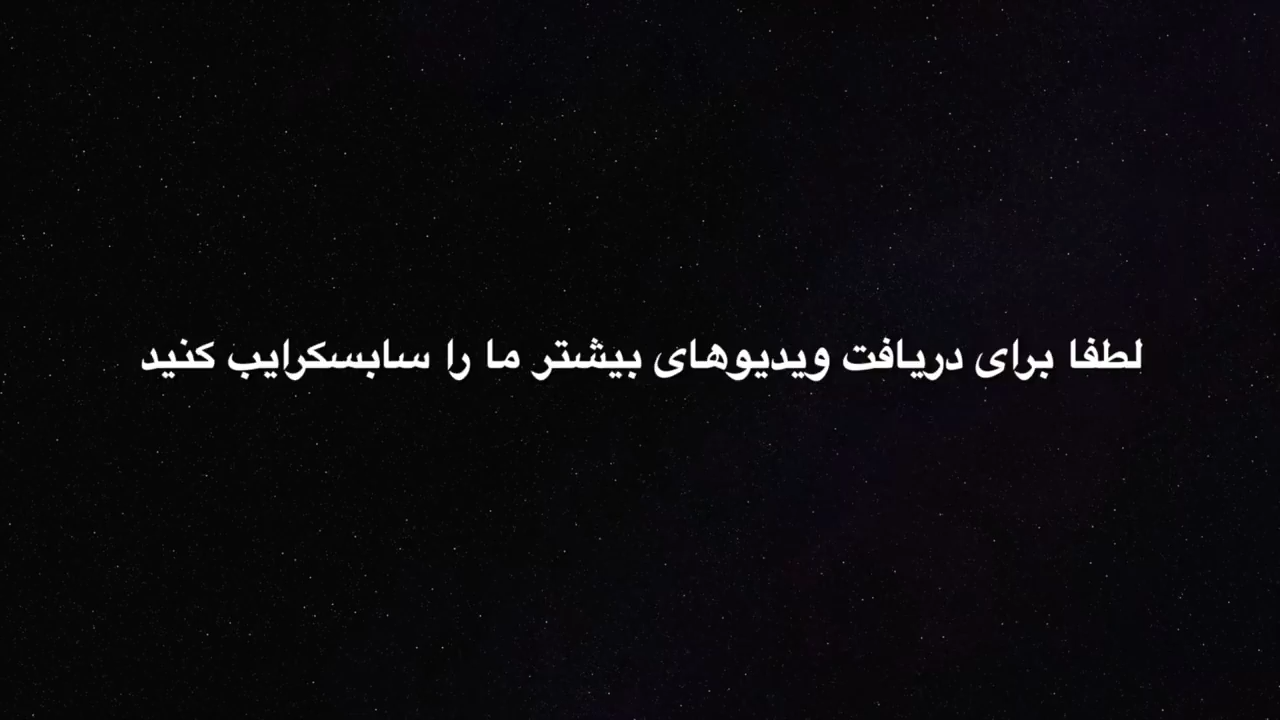 لطفا برای دریافت ویدیوهای بیشتر ما را سابسکرایب کنید